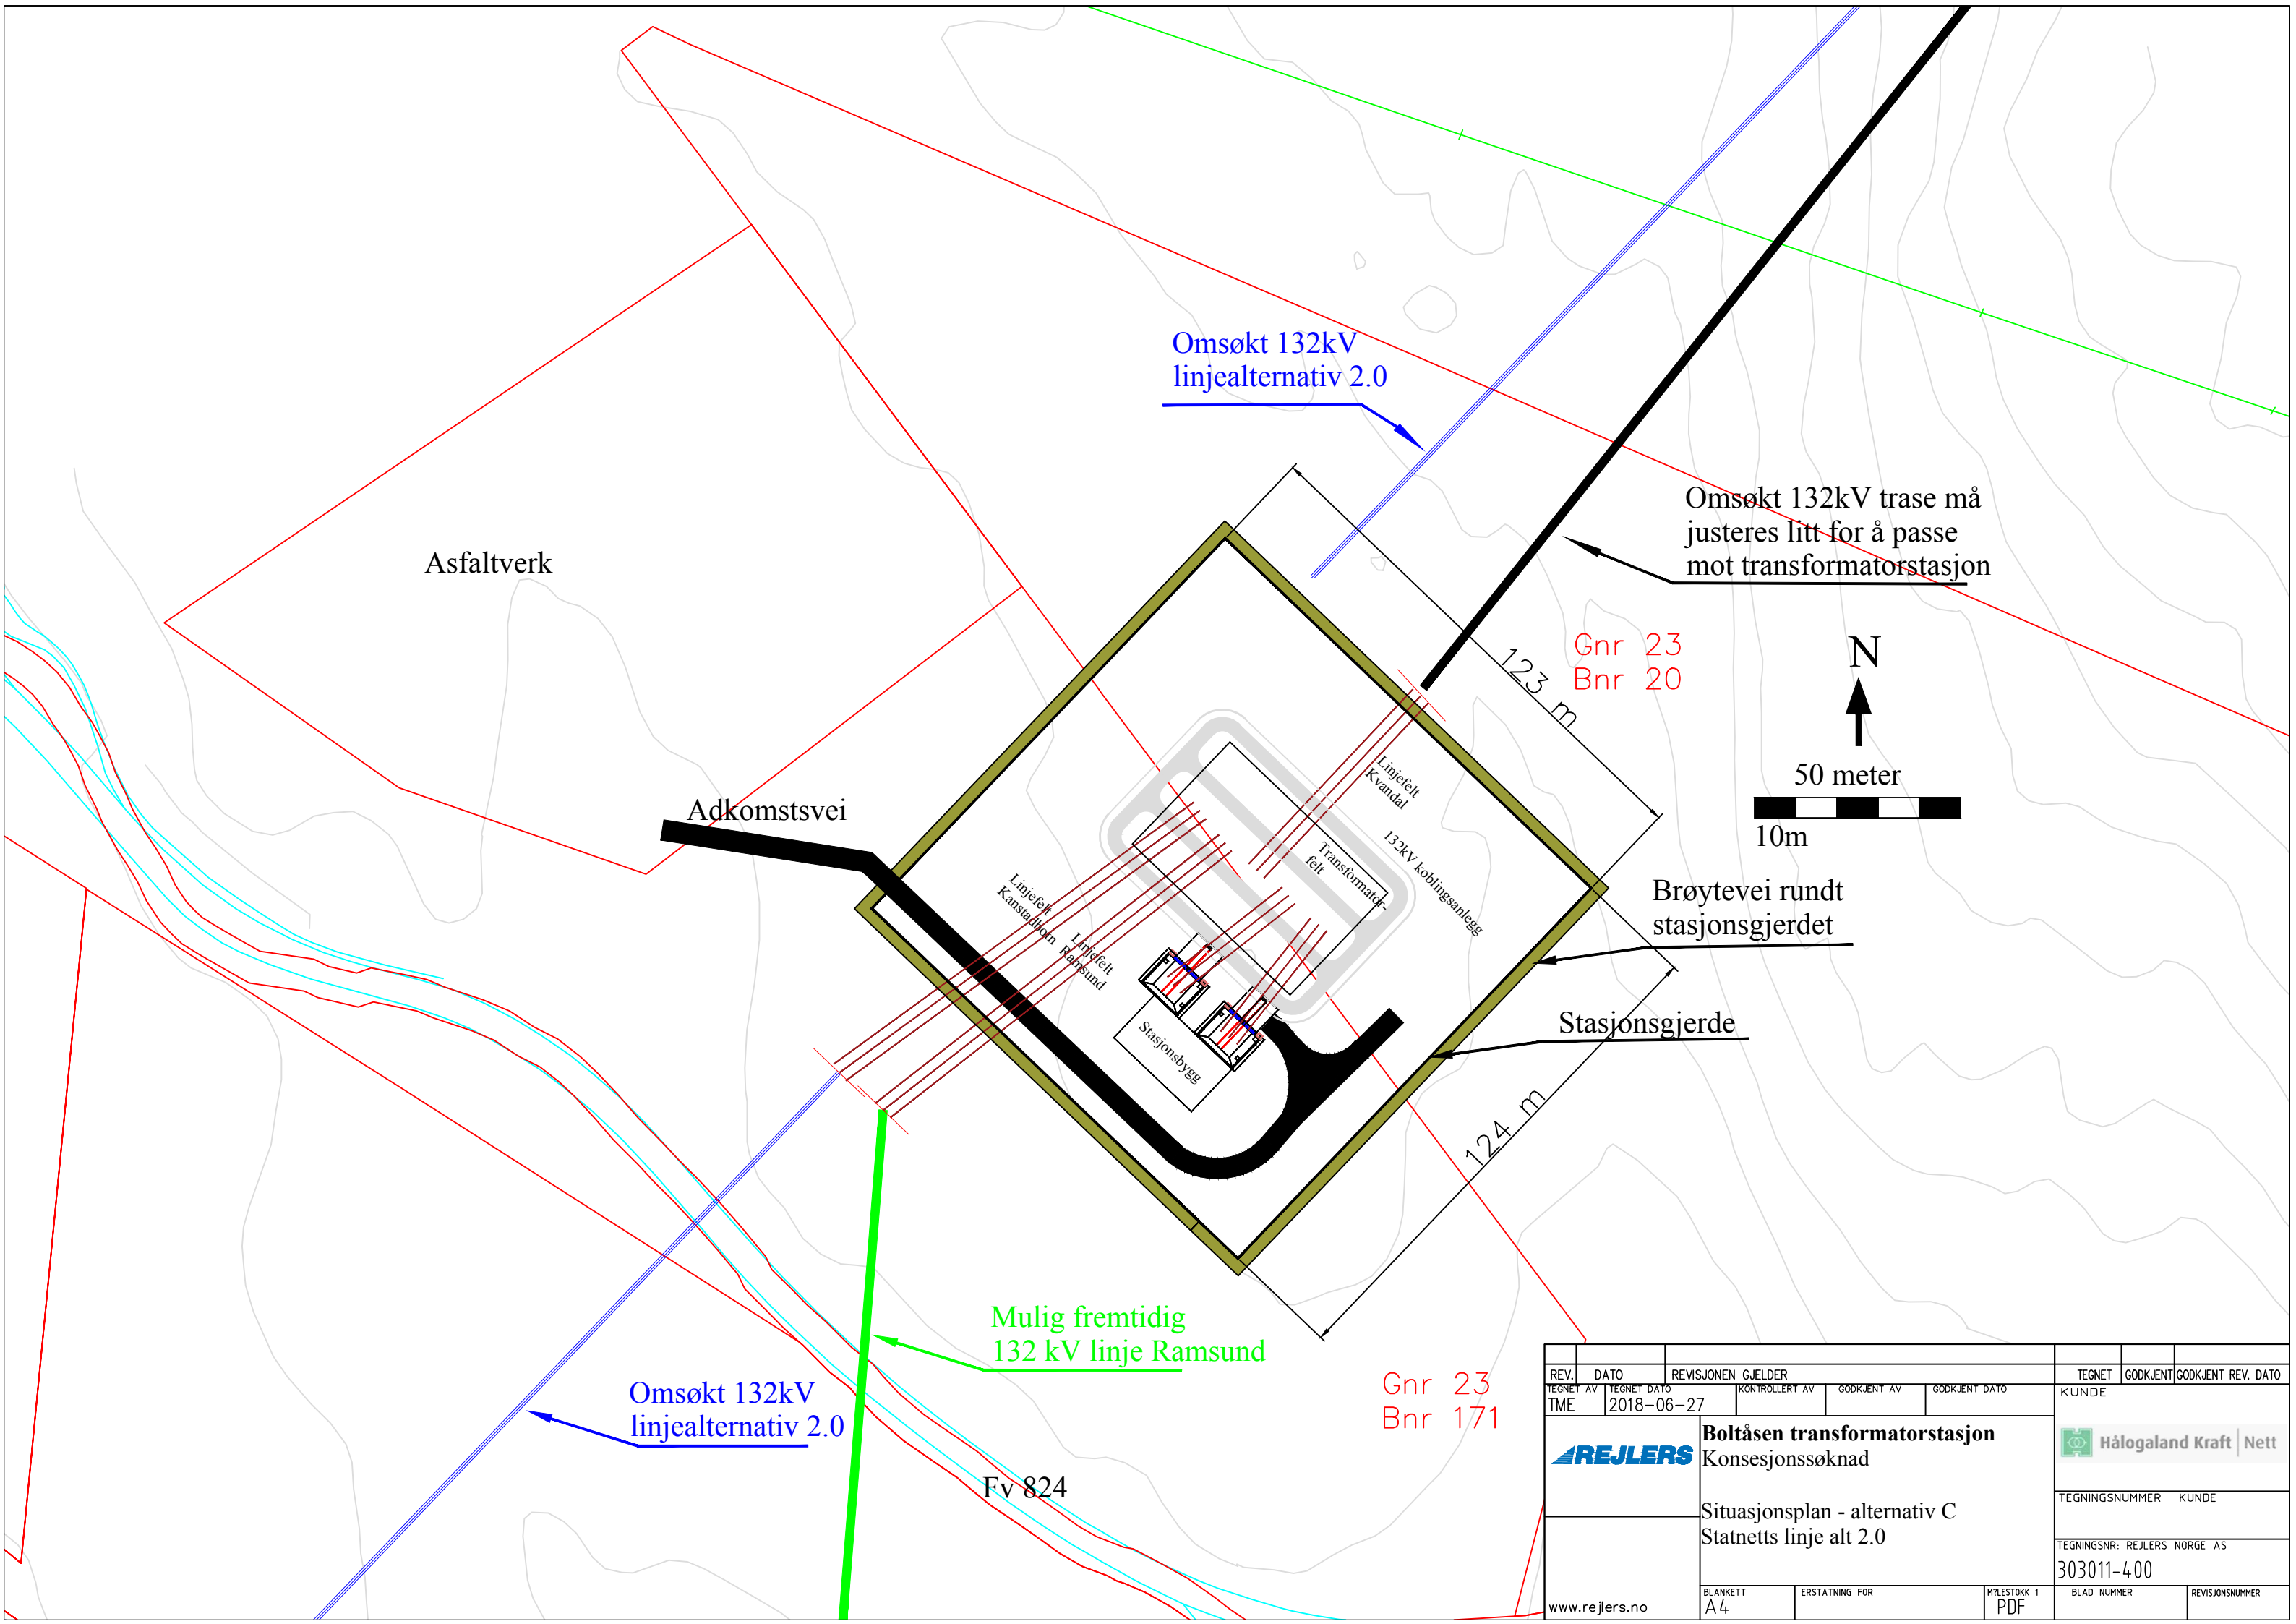 Omsøkt 132kV
linjealternativ 2.0
Omsøkt 132kV trase må
justeres litt for å passe
mot transformatorstasjon
Asfaltverk
Gnr 23
Bnr 20
123 m
N
50 meter
10m
Adkomstsvei
Linjefelt
Kvandal
132kV koblingsanlegg
Transformator-
felt
Linjefelt
Kanstadbotn
Linjefelt
Ramsund
Stasjonsbygg
Brøytevei rundt
stasjonsgjerdet
Stasjonsgjerde
124 m
Mulig fremtidig
132 kV linje Ramsund
Omsøkt 132kV
linjealternativ 2.0
Gnr 23
Bnr 171
Fv 824
REV. DATO REVISJONEN GJELDER TEGNET GODKJENT GODKJENT REV. DATO
TEGNET AV TEGNET DATO KONTROLLERT AV GODKJENT AV GODKJENT DATO KUNDE
TME 2018-06-27
REJLERS
Boltåsen transformatorstasjon
Konsesjonssøknad
Hålogaland Kraft | Nett
Situasjonsplan - alternativ C
Statnetts linje alt 2.0
TEGNINGSNUMMER KUNDE
TEGNINGSNR: REJLERS NORGE AS
303011-400
www.rejlers.no
BLANKETT ERSTATNING FOR M?LESTOKK 1 BLAD NUMMER REVISJONSNUMMER
A4 PDF